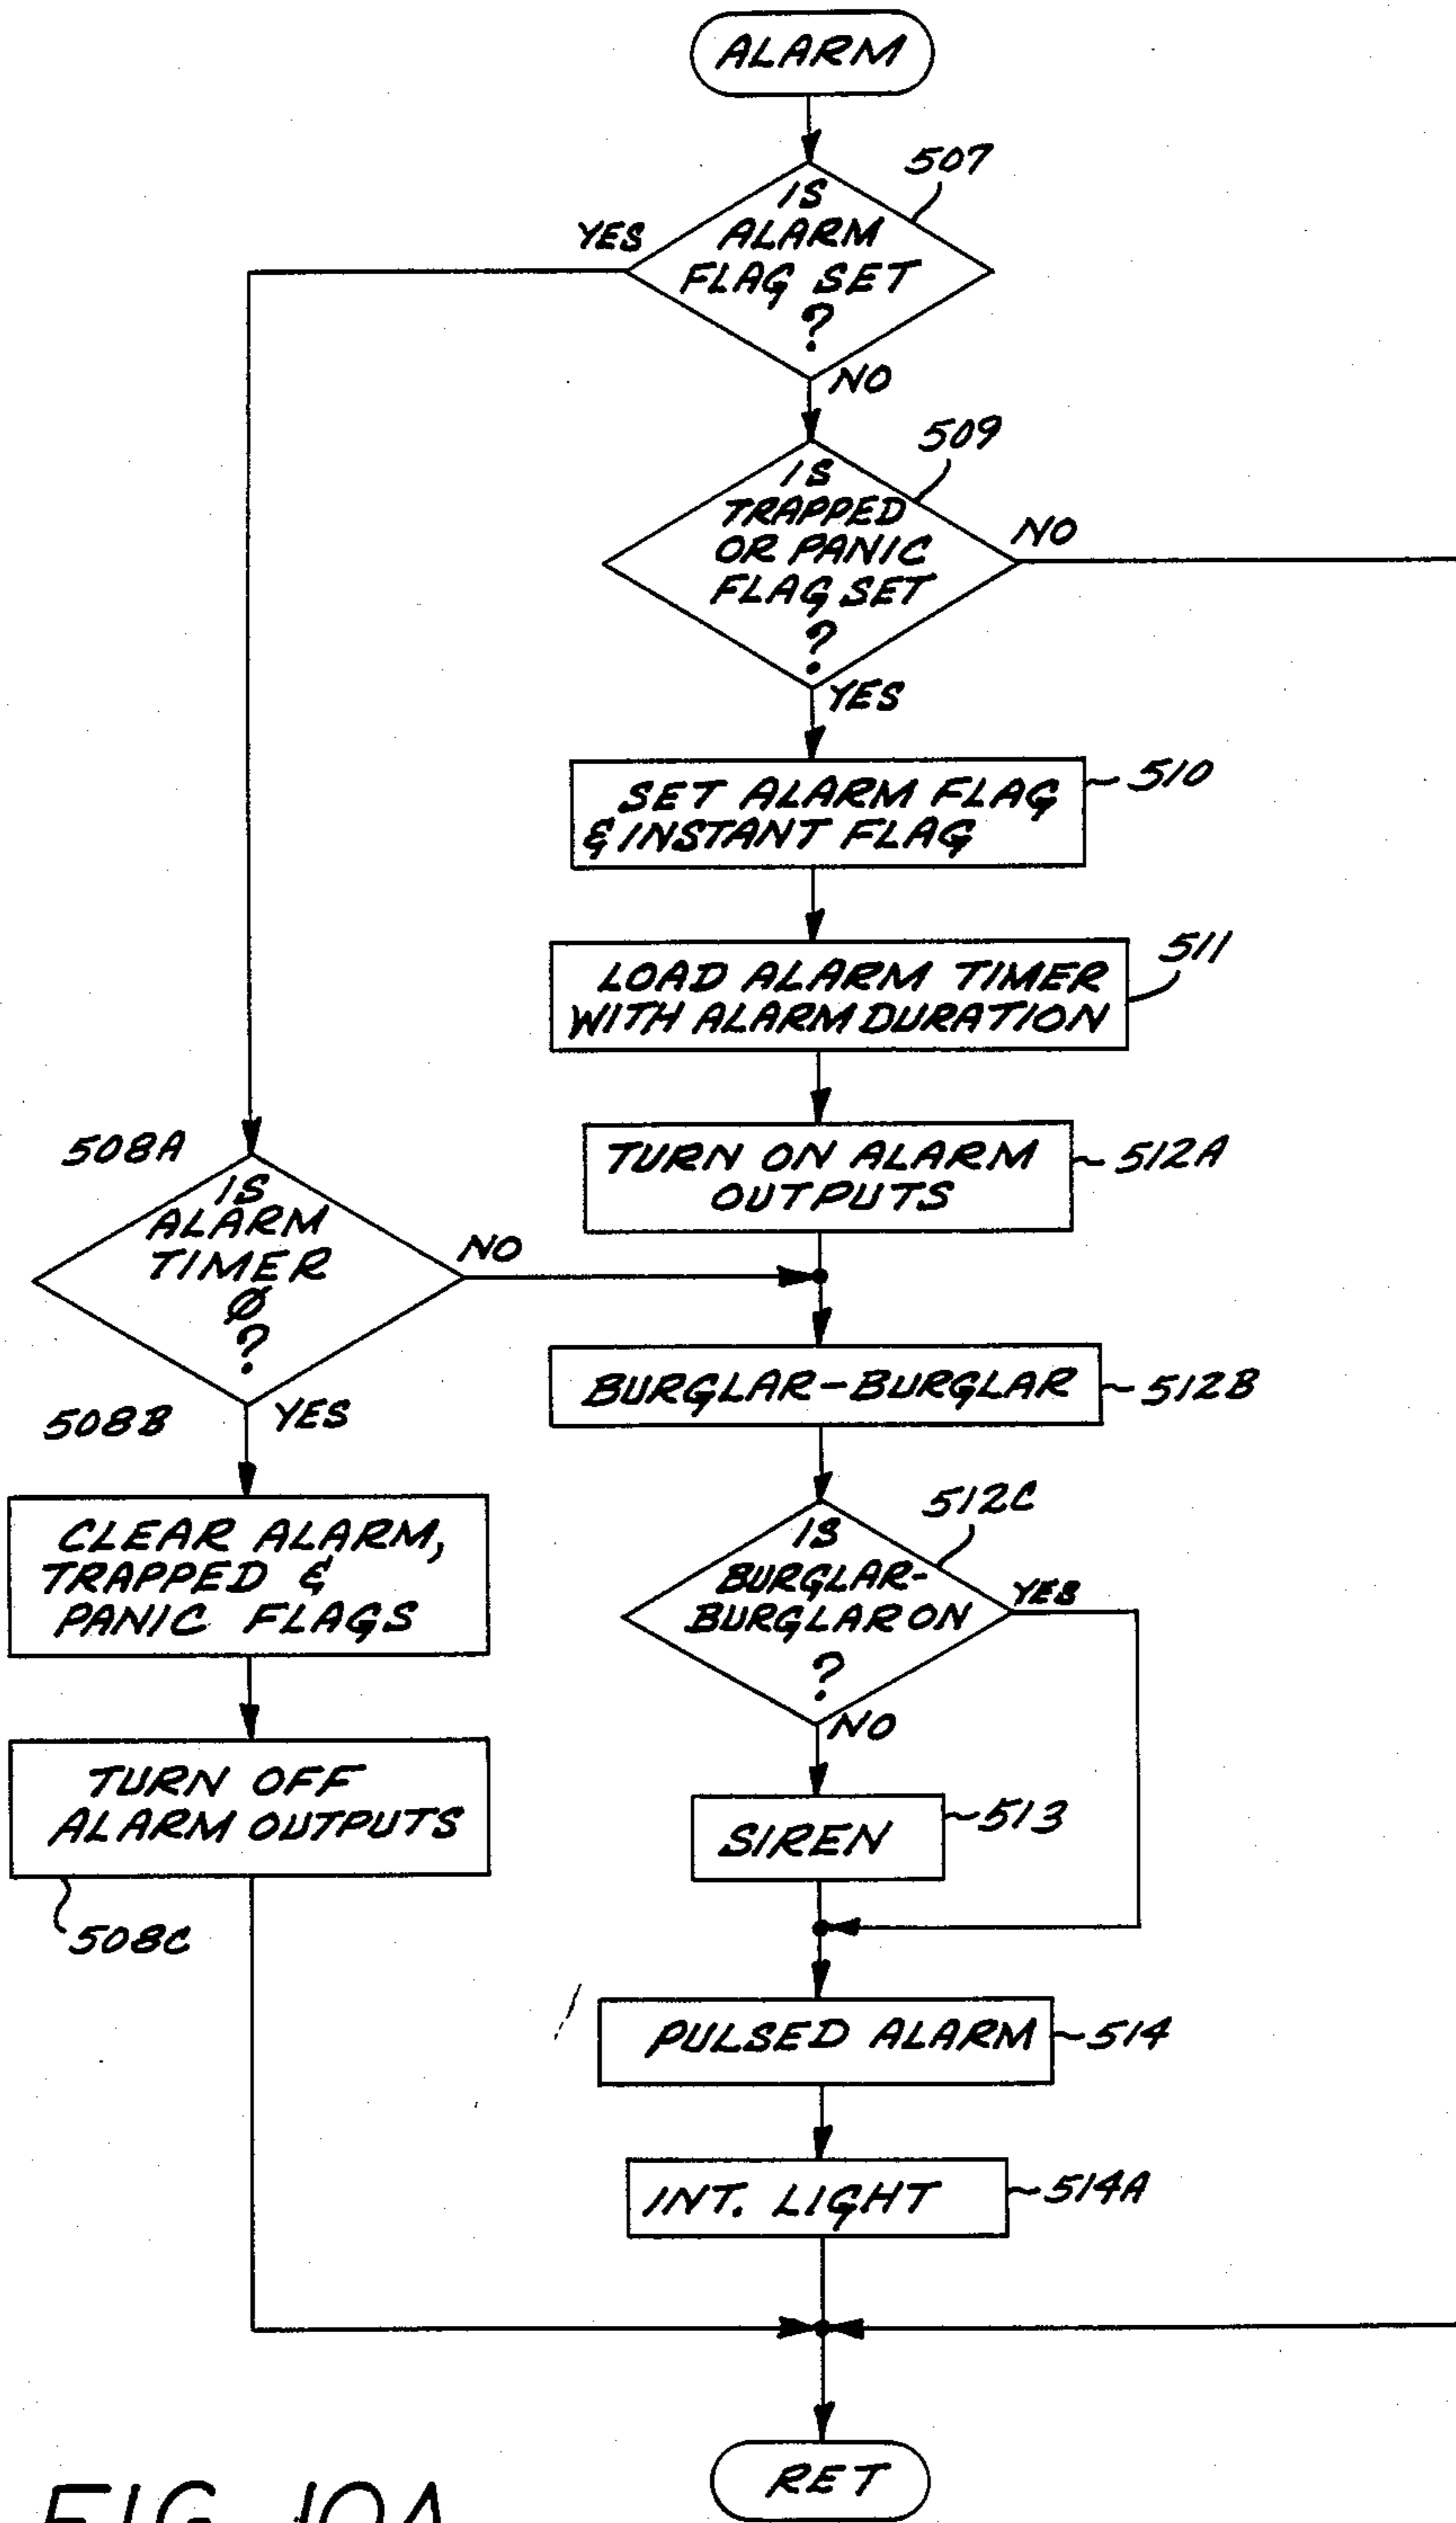 ALARM
507
IS
ALARM
FLAG SET
?
YES
NO
509
IS
TRAPPED
OR PANIC
FLAG SET
?
NO
YES
SET ALARM FLAG
& INSTANT FLAG
510
LOAD ALARM TIMER
WITH ALARM DURATION
511
TURN ON ALARM
OUTPUTS
512A
508A
IS
ALARM
TIMER
Ø
?
NO
YES
508B
BURGLAR-BURGLAR
512B
CLEAR ALARM,
TRAPPED &
PANIC FLAGS
512C
IS
BURGLAR-
BURGLAR ON
?
YES
NO
TURN OFF
ALARM OUTPUTS
508C
SIREN
513
PULSED ALARM
514
INT. LIGHT
514A
RET
FIG. 10A